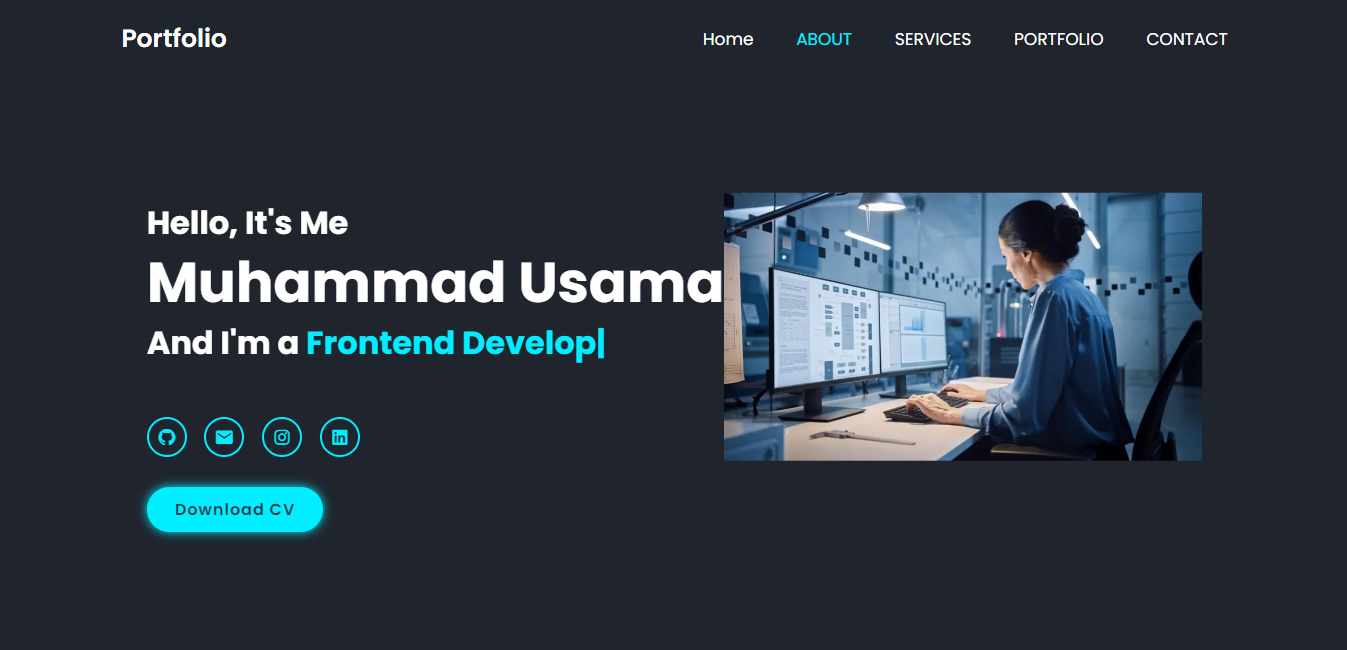 Portfolio
Home ABOUT SERVICES PORTFOLIO CONTACT
Hello, It's Me
Muhammad Usama
And I'm a Frontend Develop|
Download CV